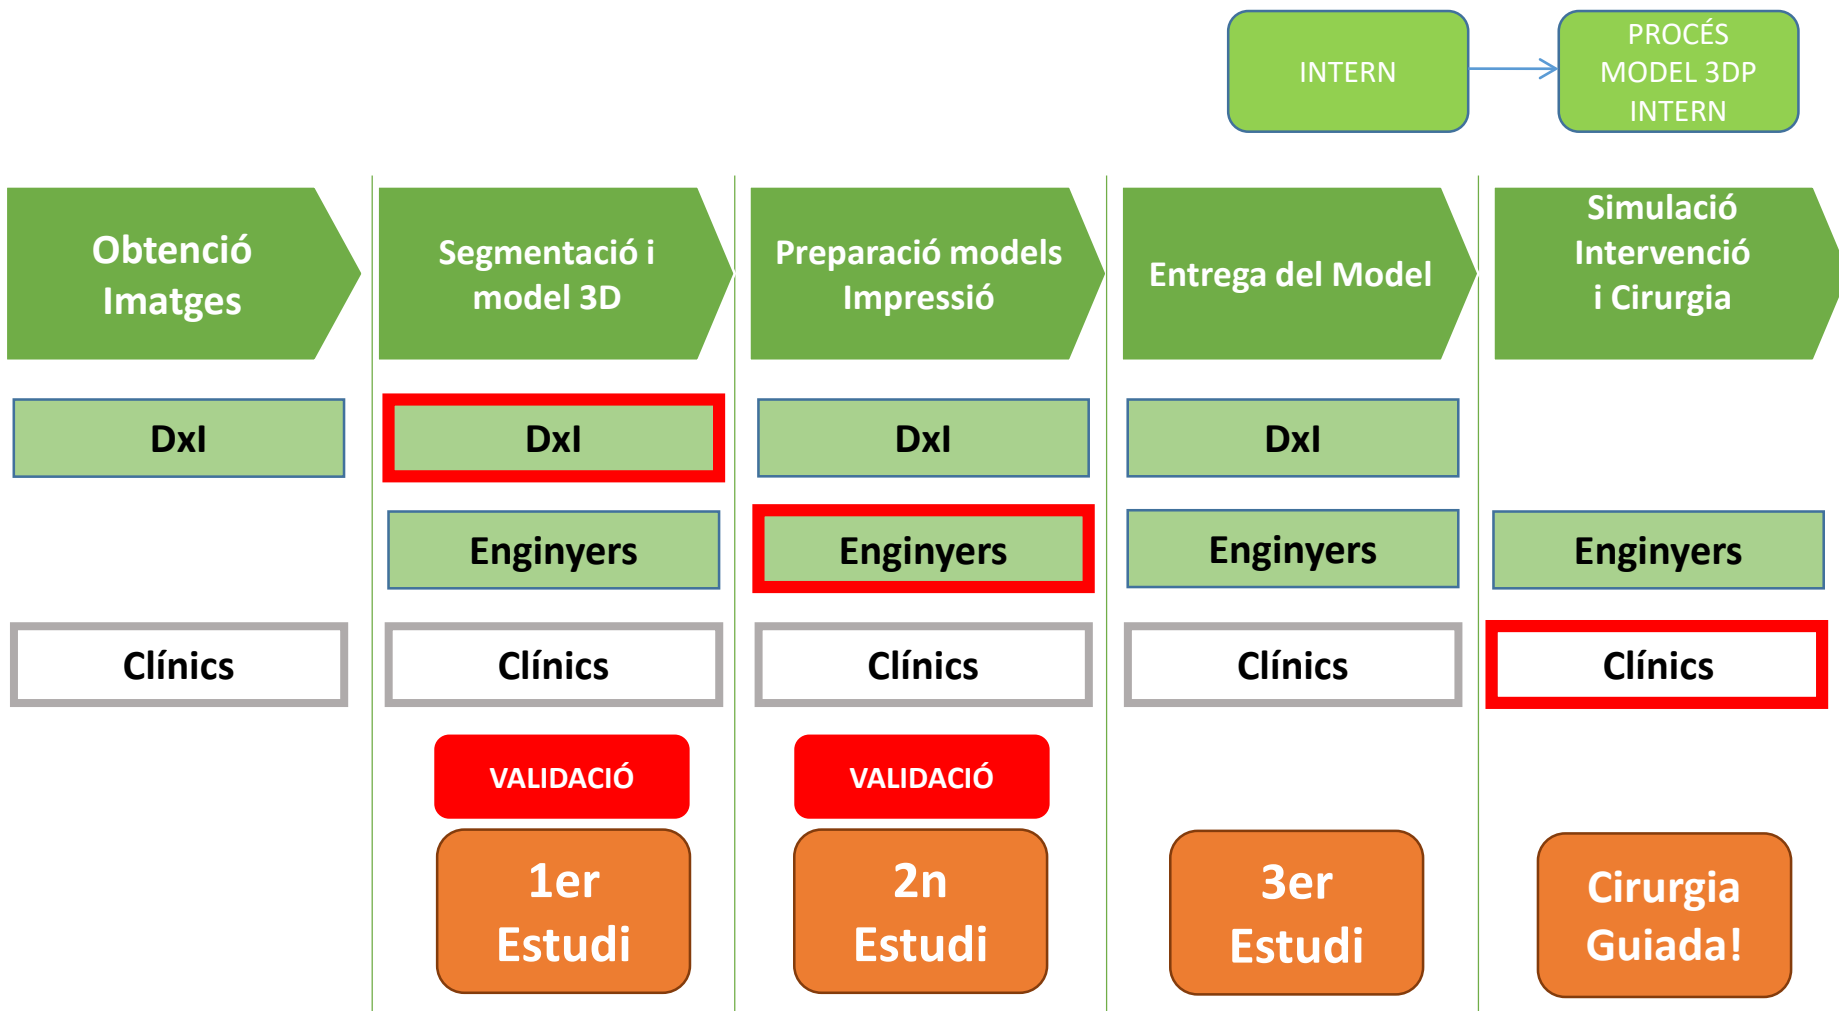 INTERN
PROCÉS
MODEL 3DP
INTERN
Obtenció
Imatges
Segmentació i
model 3D
Preparació models
Impressió
Entrega del Model
Simulació
Intervenció
i Cirurgia
DxI
DxI
DxI
DxI
Enginyers
Enginyers
Enginyers
Enginyers
Clínics
Clínics
Clínics
Clínics
Clínics
VALIDACIÓ
VALIDACIÓ
1er
Estudi
2n
Estudi
3er
Estudi
Cirurgia
Guiada!